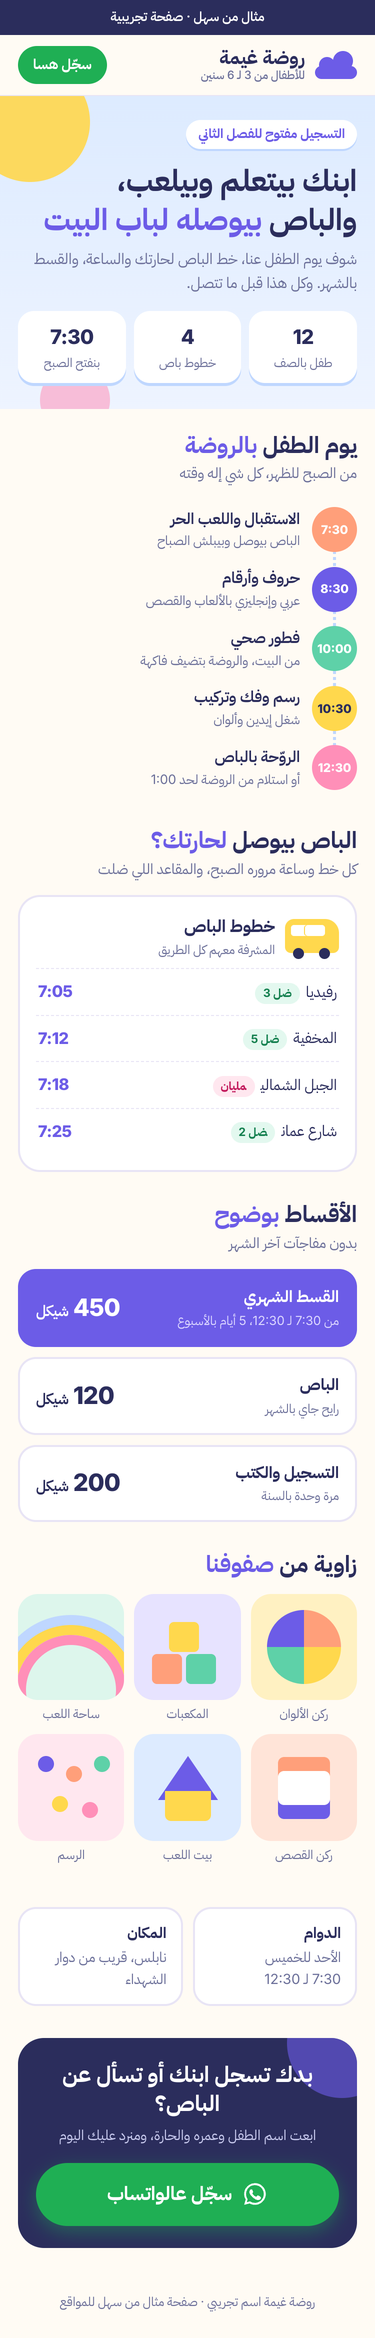 مثال من سهل · صفحة تجريبية
روضة غيمة
للأطفال من 3 لـ 6 سنين
سجّل هسا
التسجيل مفتوح للفصل الثاني
ابنك بيتعلم وبيلعب،
والباص بيوصله لباب البيت
شوف يوم الطفل عنا، خط الباص لحارتك والساعة، والقسط
بالشهر. وكل هذا قبل ما تتصل.
12
طفل بالصف
4
خطوط باص
7:30
بنفتح الصبح
يوم الطفل بالروضة
من الصبح للظهر، كل شي إله وقته
7:30
الاستقبال واللعب الحر
الباص بيوصل وبيبلش الصباح
8:30
حروف وأرقام
عربي وإنجليزي بالألعاب والقصص
10:00
فطور صحي
من البيت، والروضة بتضيف فاكهة
10:30
رسم وفك وتركيب
شغل إيدين وألوان
12:30
الروّحة بالباص
أو استلام من الروضة لحد 1:00
الباص بيوصل لحارتك؟
كل خط وساعة مروره الصبح، والمقاعد اللي ضلت
خطوط الباص
المشرفة معهم كل الطريق
رفيديا ضل 3 7:05
المخفية ضل 5 7:12
الجبل الشمالي مليان 7:18
شارع عمان ضل 2 7:25
الأقساط بوضوح
بدون مفاجآت آخر الشهر
القسط الشهري
من 7:30 لـ 12:30، 5 أيام بالأسبوع
450 شيكل
الباص
رايح جاي بالشهر
120 شيكل
التسجيل والكتب
مرة وحدة بالسنة
200 شيكل
زاوية من صفوفنا
ركن الألوان
المكعبات
ساحة اللعب
ركن القصص
بيت اللعب
الرسم
الدوام
الأحد للخميس
7:30 لـ 12:30
المكان
نابلس، قريب من دوار
الشهداء
بدك تسجل ابنك أو تسأل عن
الباص؟
ابعت اسم الطفل وعمره والحارة، ومنرد عليك اليوم
سجّل عالواتساب
روضة غيمة اسم تجريبي · صفحة مثال من سهل للمواقع